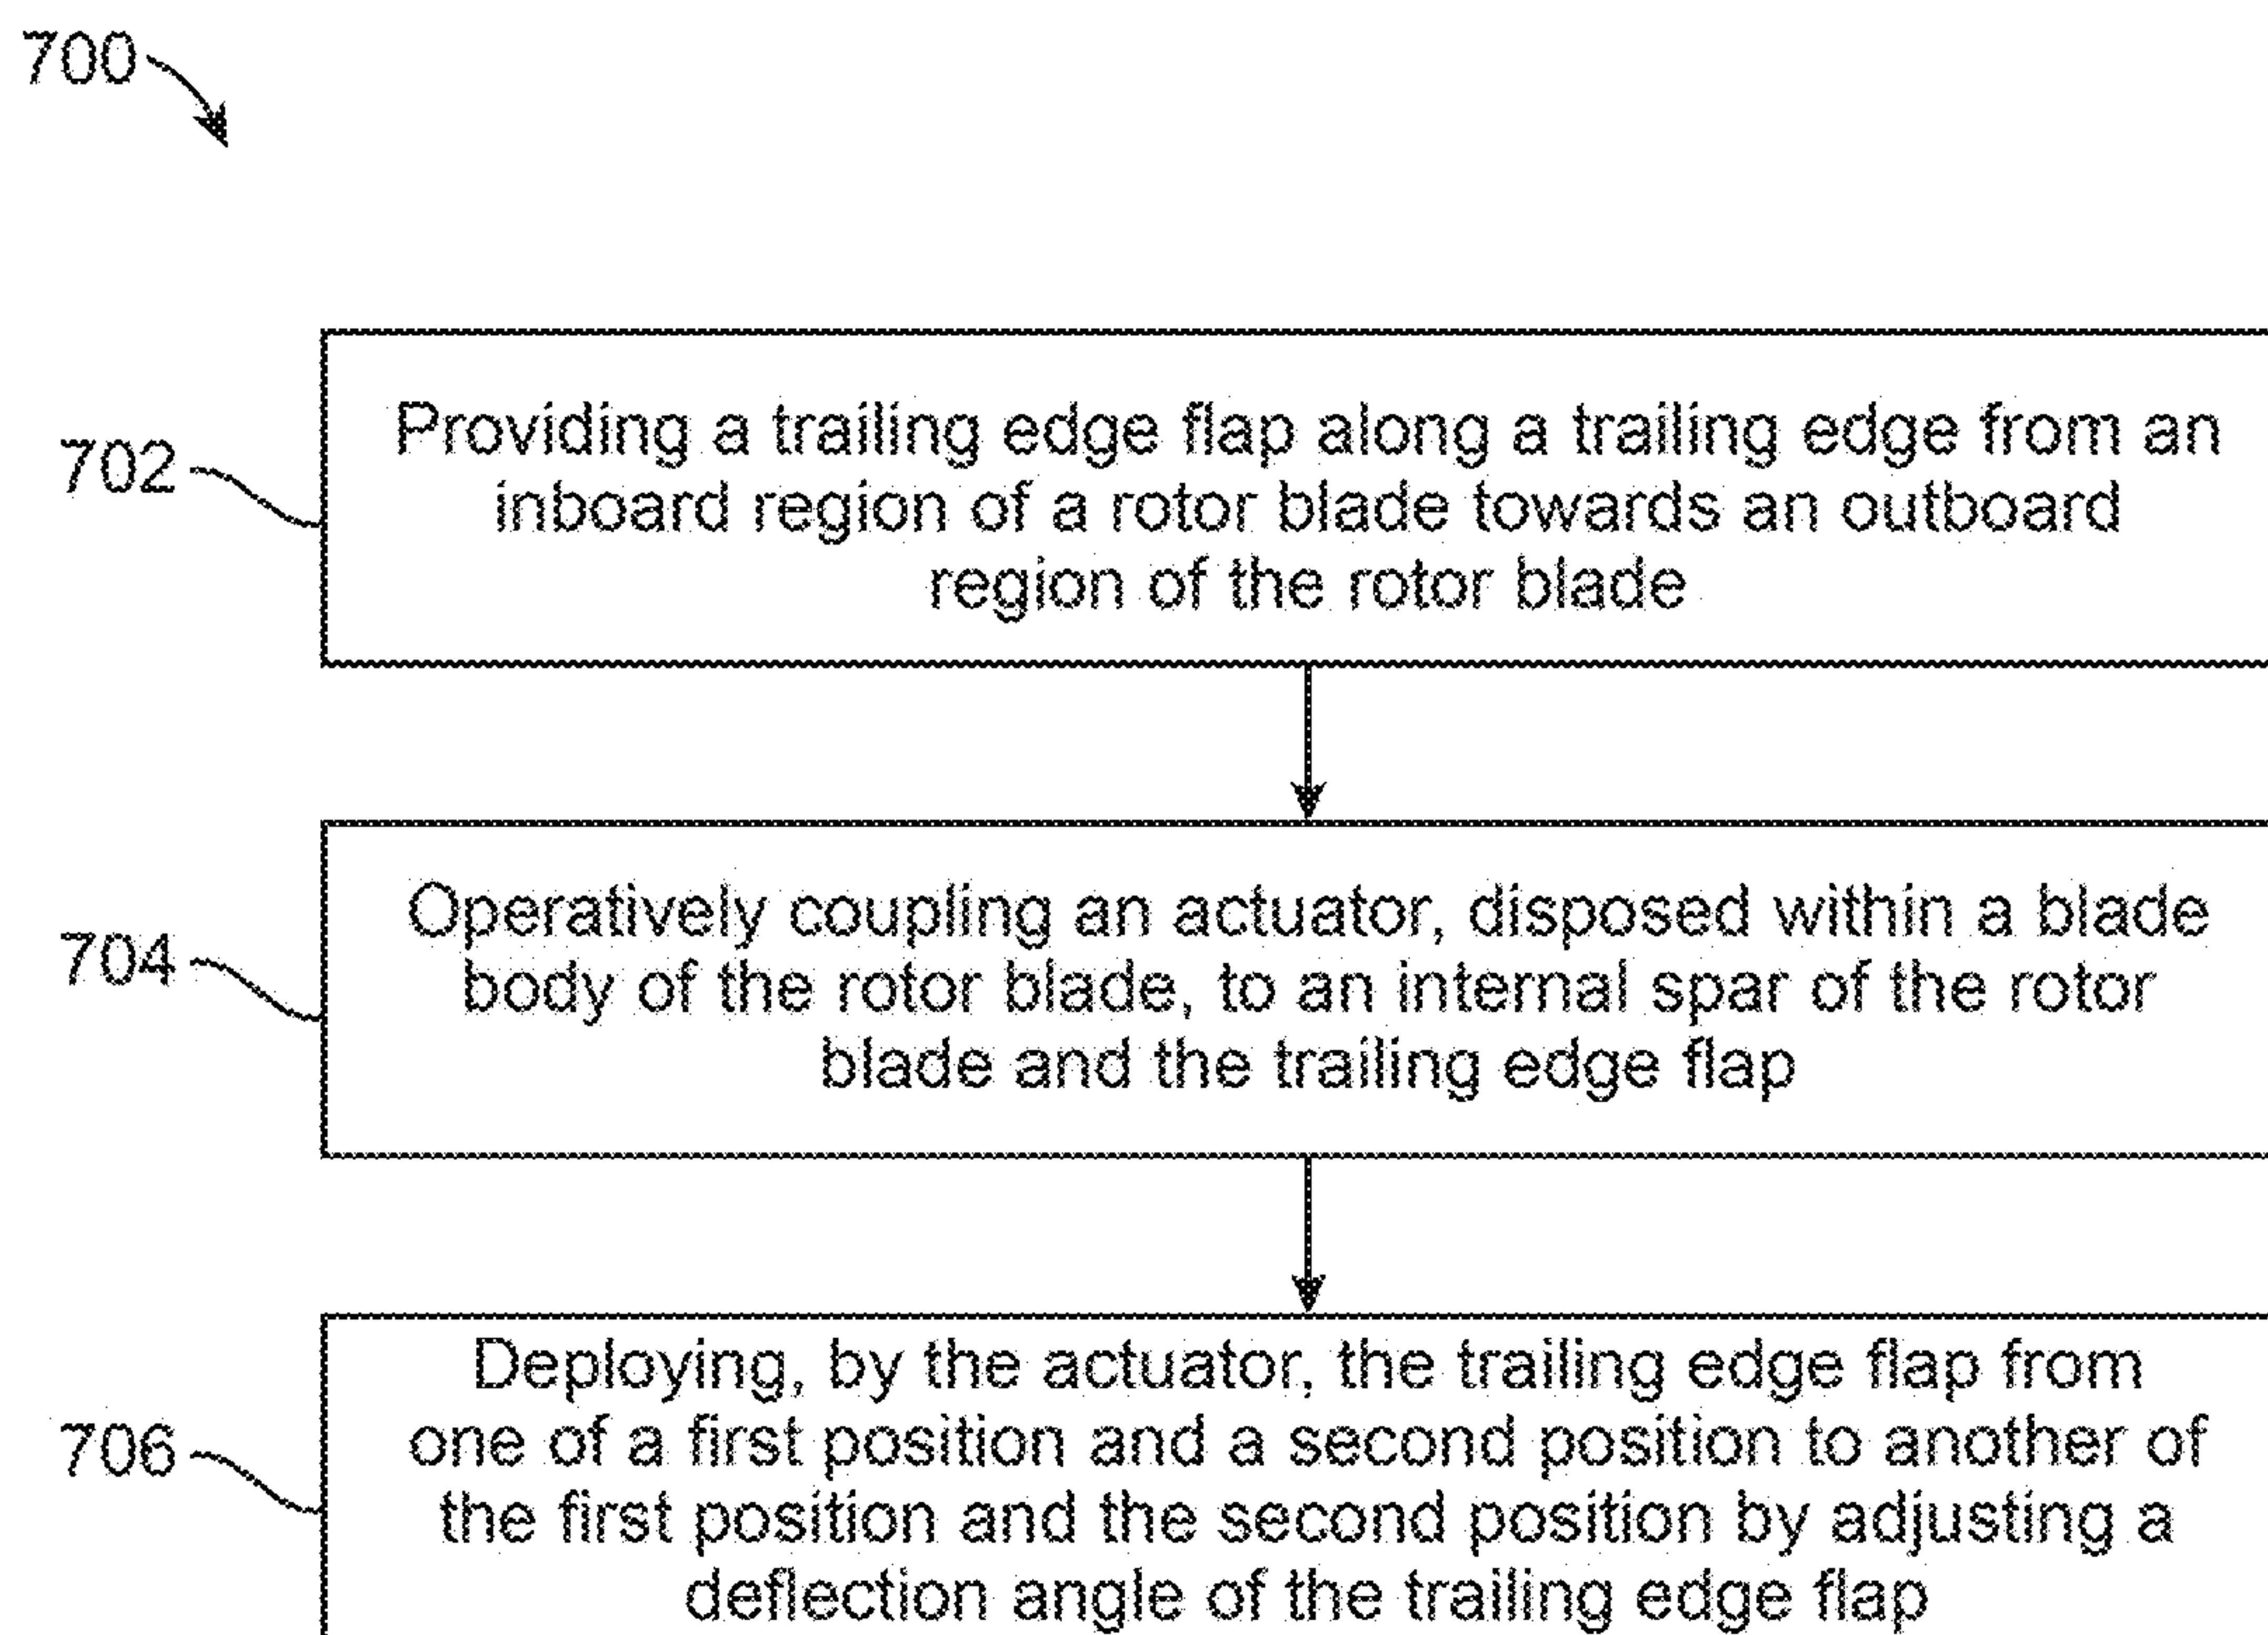 700
702
Providing a trailing edge flap along a trailing edge from an
inboard region of a rotor blade towards an outboard
region of the rotor blade
704
Operatively coupling an actuator, disposed within a blade
body of the rotor blade, to an internal spar of the rotor
blade and the trailing edge flap
706
Deploying, by the actuator, the trailing edge flap from
one of a first position and a second position to another of
the first position and the second position by adjusting a
deflection angle of the trailing edge flap